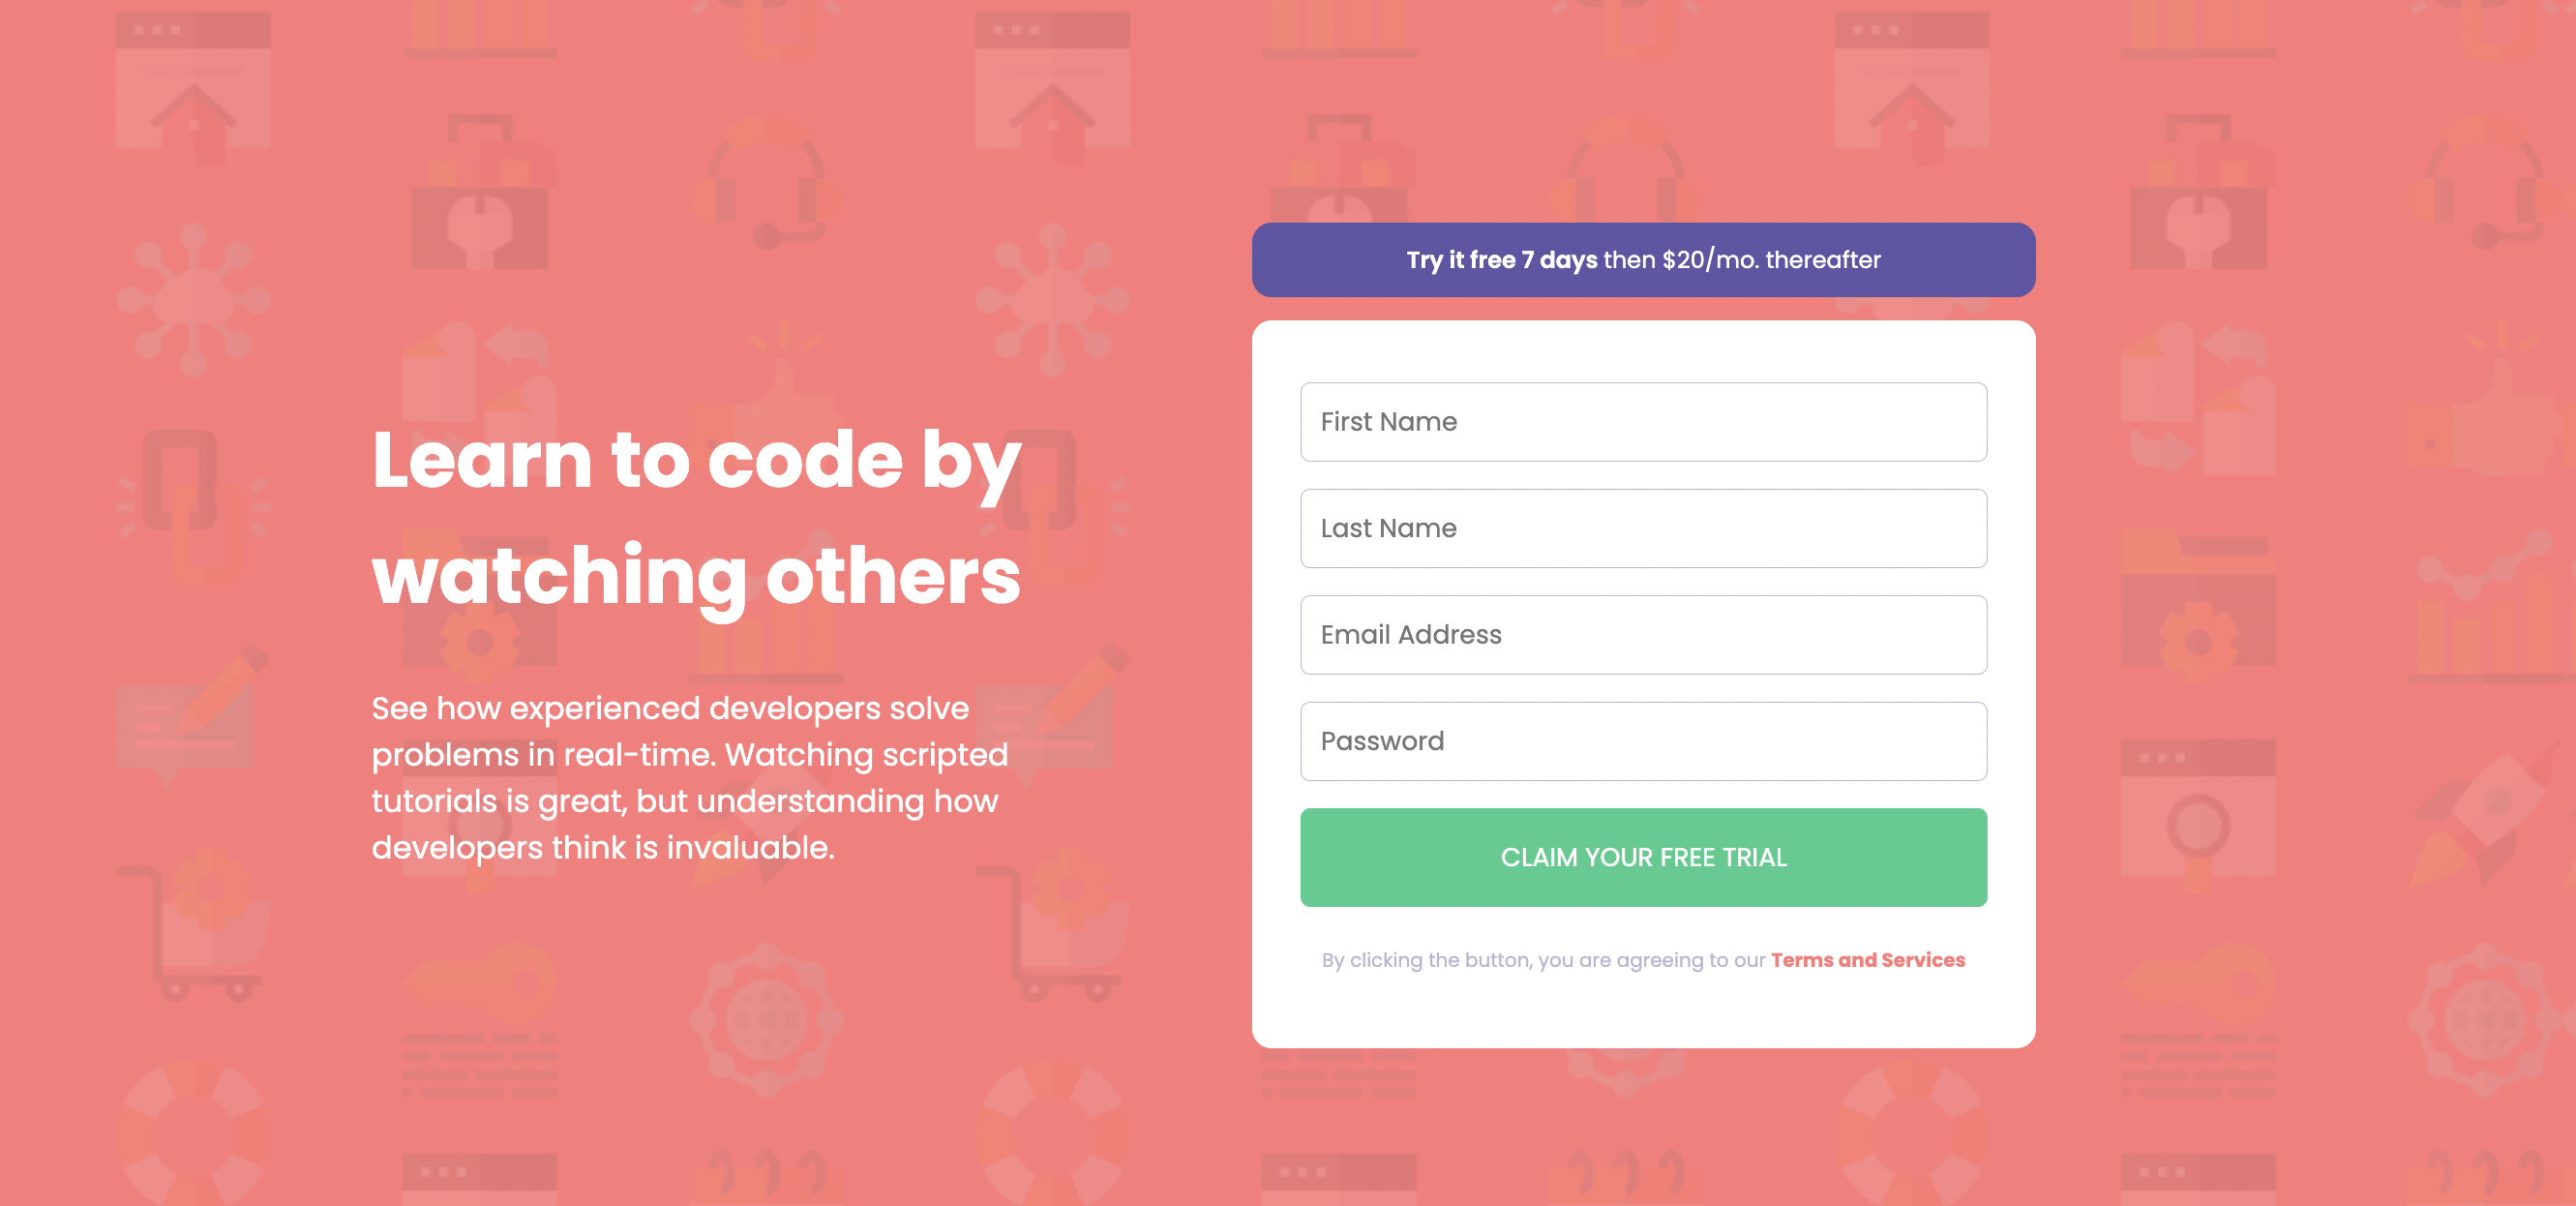 Learn to code by
watching others
See how experienced developers solve
problems in real-time. Watching scripted
tutorials is great, but understanding how
developers think is invaluable.
Try it free 7 days then $20/mo. thereafter
First Name
Last Name
Email Address
Password
CLAIM YOUR FREE TRIAL
By clicking the button, you are agreeing to our Terms and Services